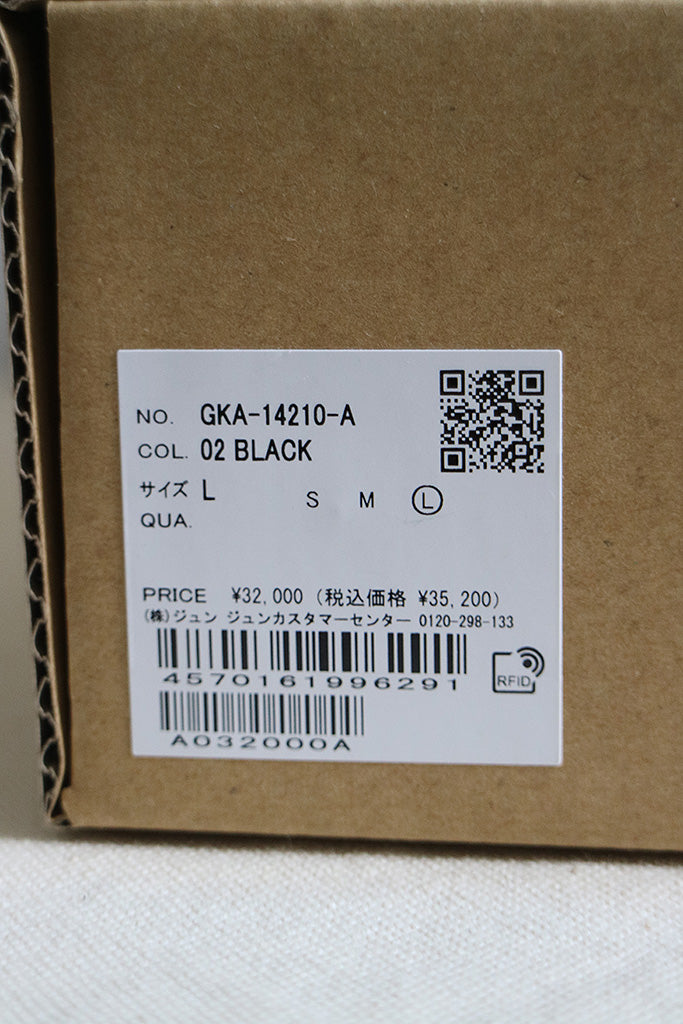 NO. GKA-14210-A
COL. 02 BLACK
サイズ L S M L
QUA.
PRICE ¥32,000 (税込価格 ¥35,200)
(株)ジュン ジュンカスタマーセンター 0120-298-133
4570161996291
RFID
A032000A